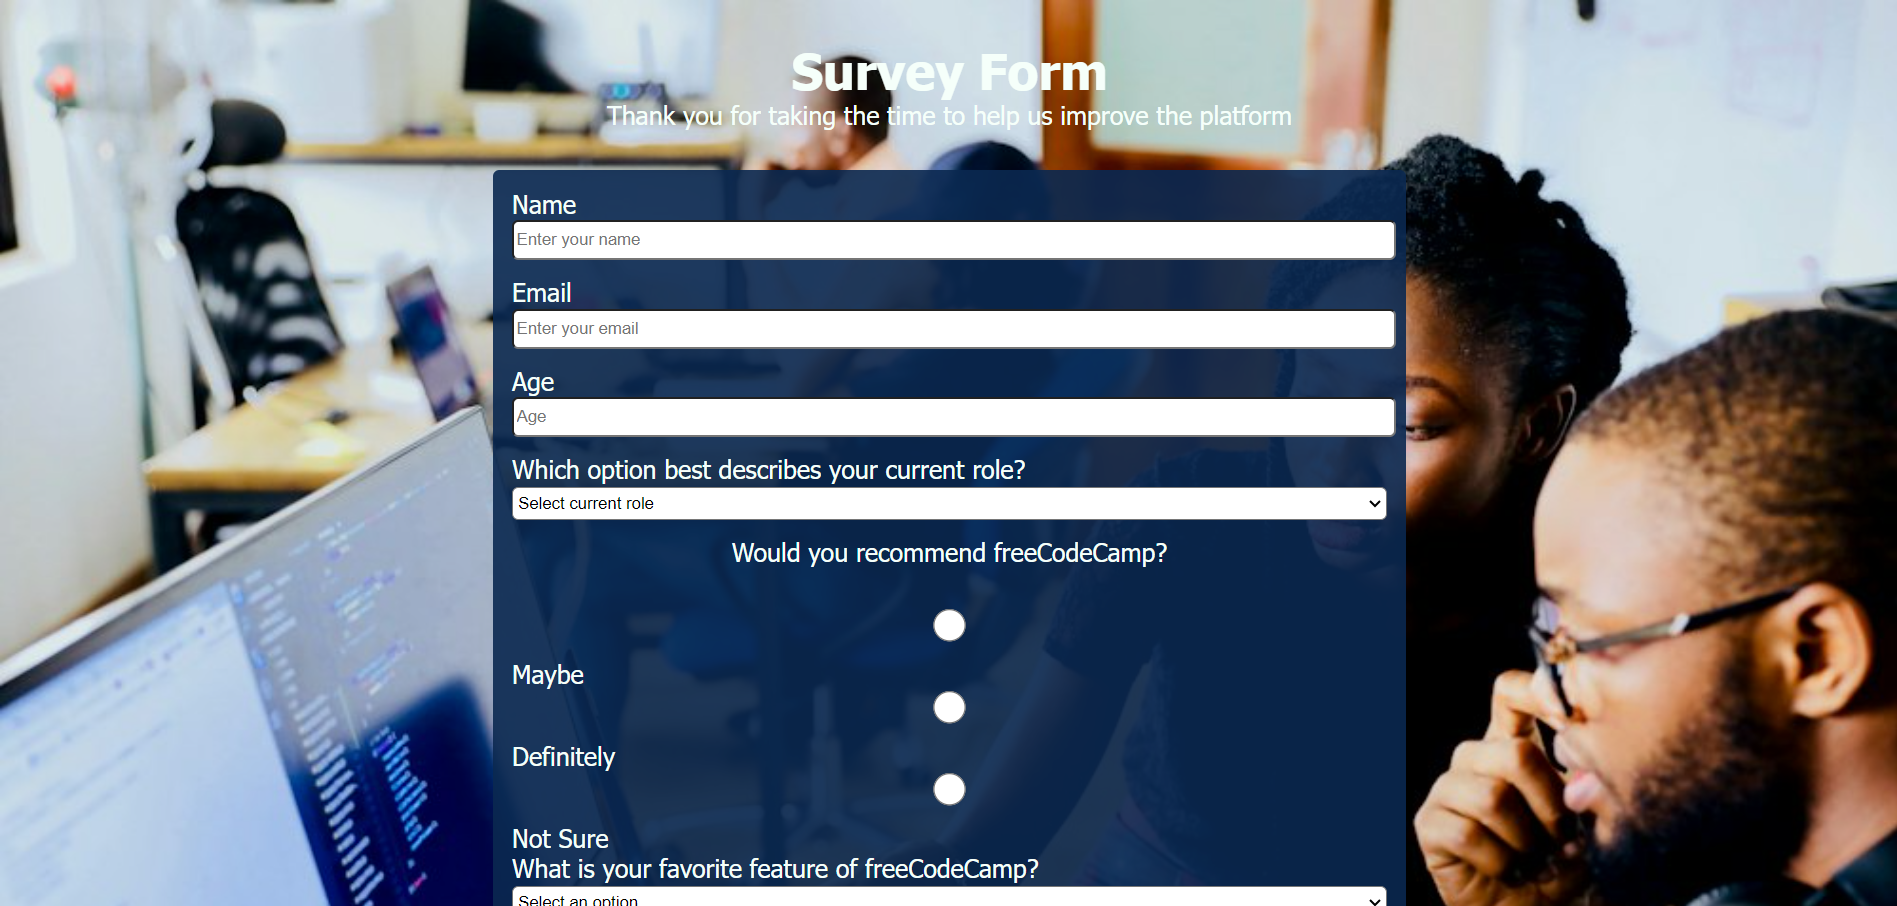 Survey Form
Thank you for taking the time to help us improve the platform
Name
Enter your name
Email
Enter your email
Age
Age
Which option best describes your current role?
Select current role
Would you recommend freeCodeCamp?
Maybe
Definitely
Not Sure
What is your favorite feature of freeCodeCamp?
Select an option